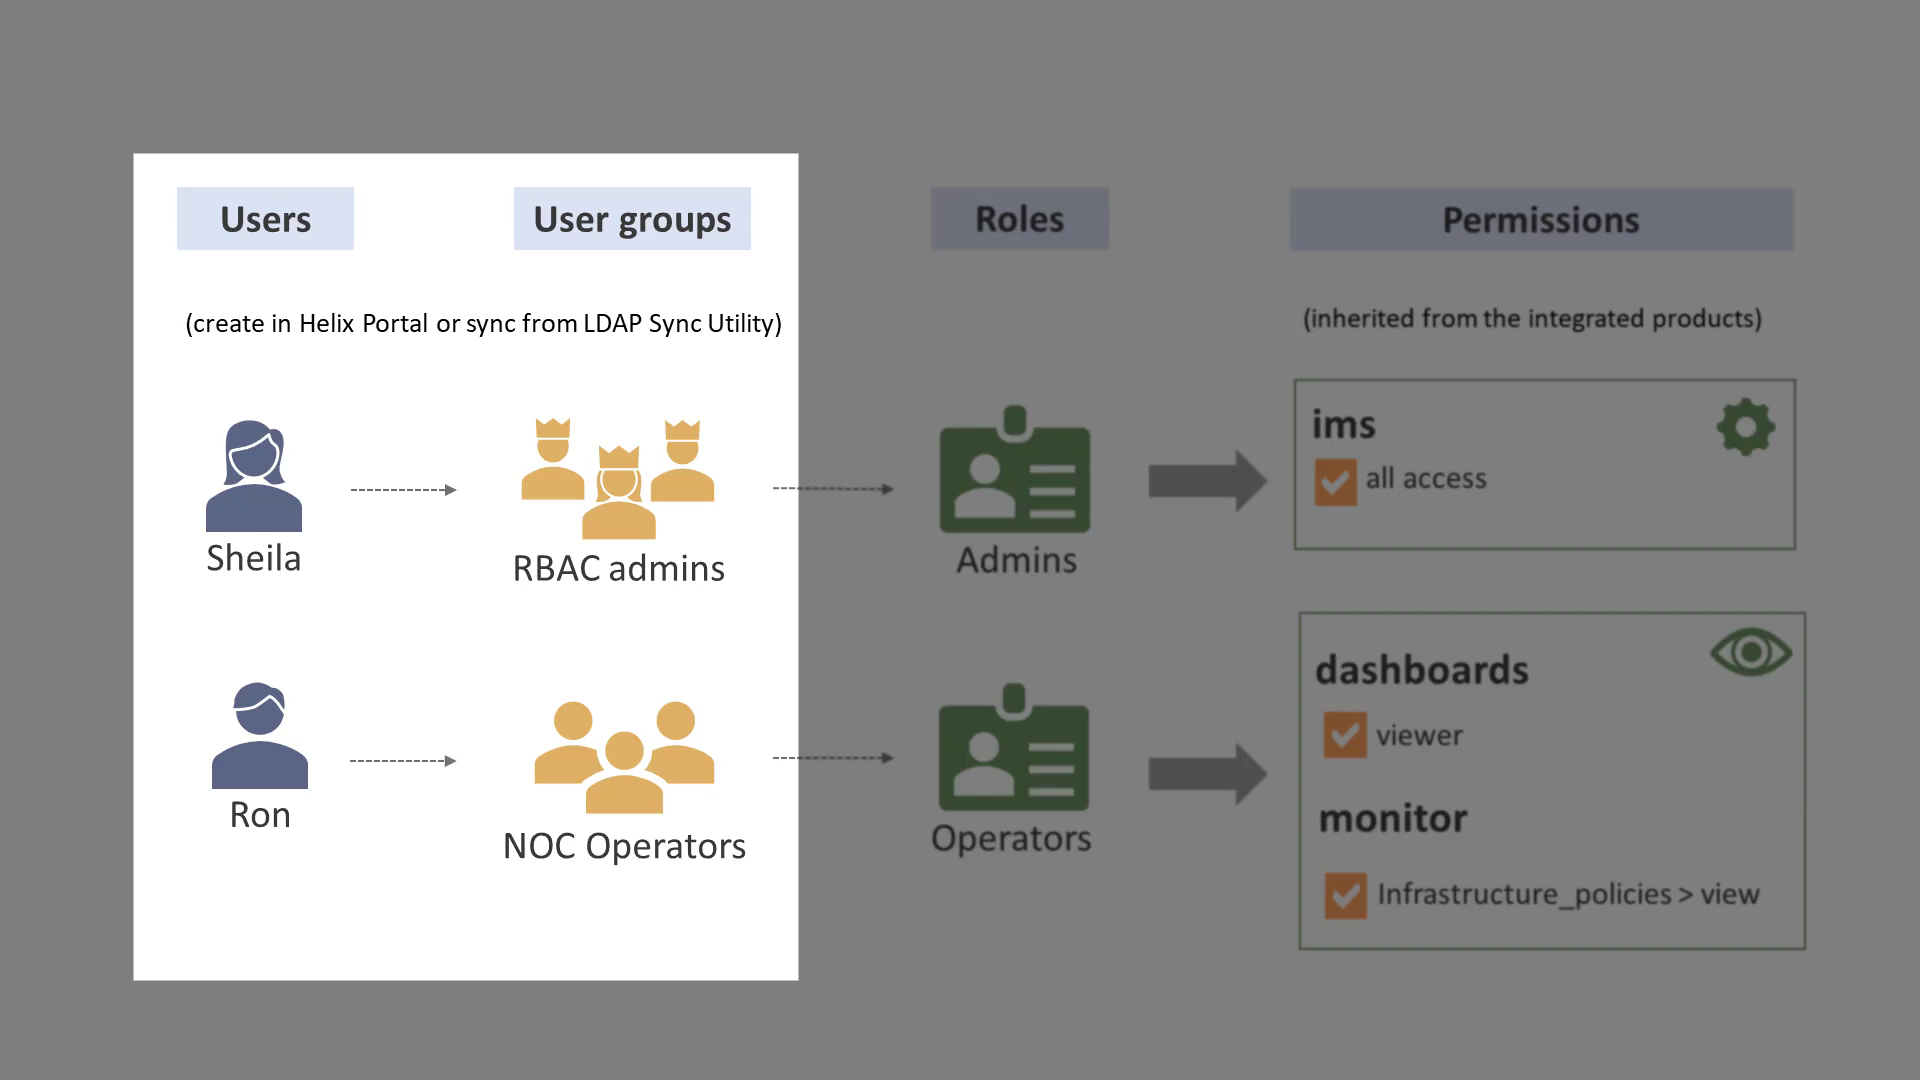 Users
User groups
Roles
Permissions
(create in Helix Portal or sync from LDAP Sync Utility)
(inherited from the integrated products)
Sheila
RBAC admins
Admins
ims
all access
Ron
NOC Operators
Operators
dashboards
viewer
monitor
Infrastructure_policies > view